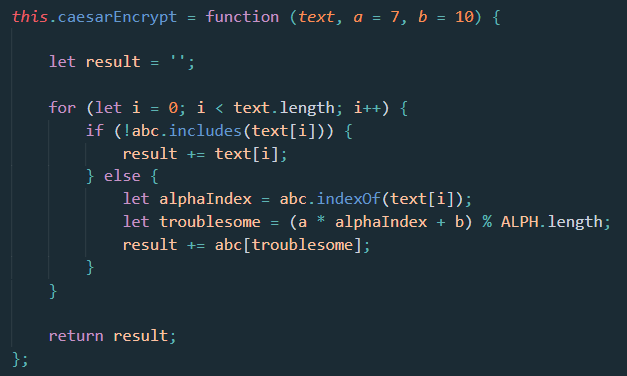 this.caesarEncrypt = function (text, a = 7, b = 10) {
let result = '';
for (let i = 0; i < text.length; i++) {
if (!abc.includes(text[i])) {
result += text[i];
} else {
let alphaIndex = abc.indexOf(text[i]);
let troublesome = (a * alphaIndex + b) % ALPH.length;
result += abc[troublesome];
}
}
return result;
};